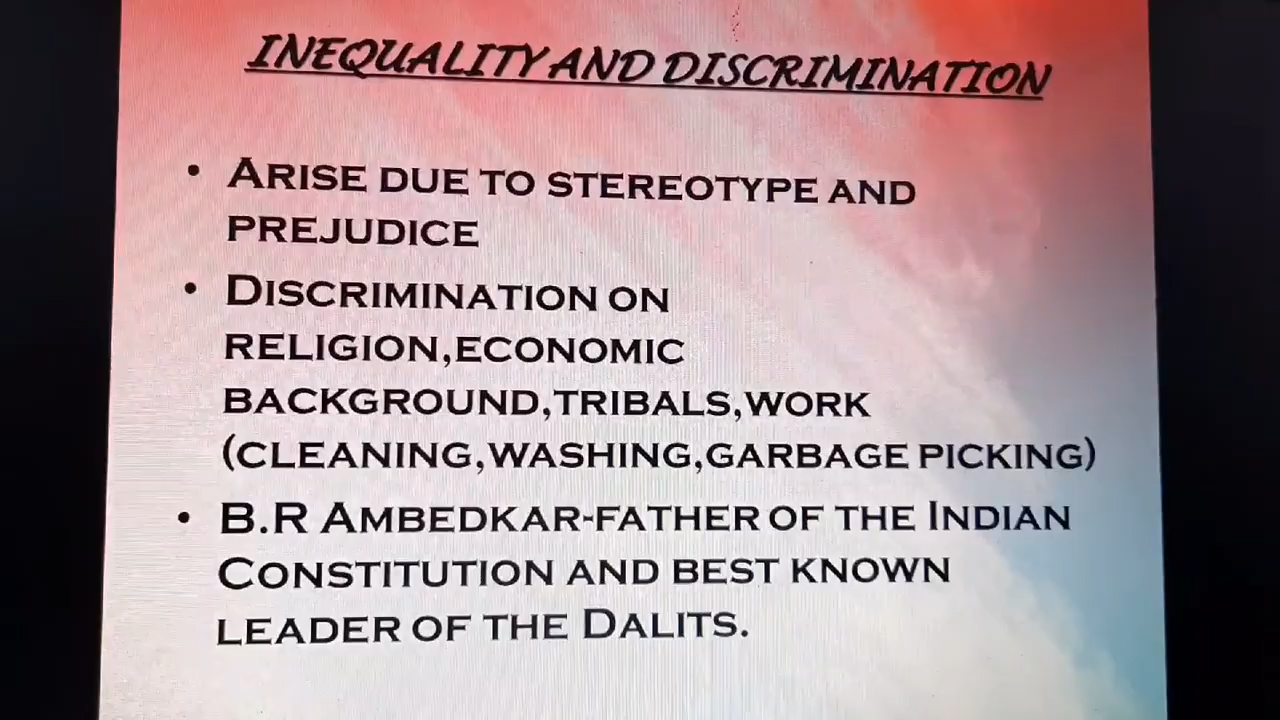 INEQUALITY AND DISCRIMINATION
• ARISE DUE TO STEREOTYPE AND
PREJUDICE
• DISCRIMINATION ON
RELIGION,ECONOMIC
BACKGROUND,TRIBALS,WORK
(CLEANING,WASHING,GARBAGE PICKING)
• B.R AMBEDKAR-FATHER OF THE INDIAN
CONSTITUTION AND BEST KNOWN
LEADER OF THE DALITS.